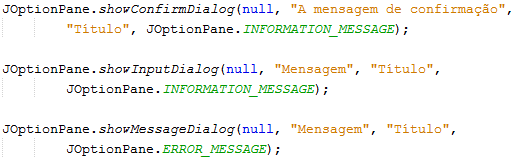 JOptionPane.showConfirmDialog(null, "A mensagem de confirmação",
"Título", JOptionPane.INFORMATION_MESSAGE);
JOptionPane.showInputDialog(null, "Mensagem", "Título",
JOptionPane.INFORMATION_MESSAGE);
JOptionPane.showMessageDialog(null, "Mensagem", "Título",
JOptionPane.ERROR_MESSAGE);